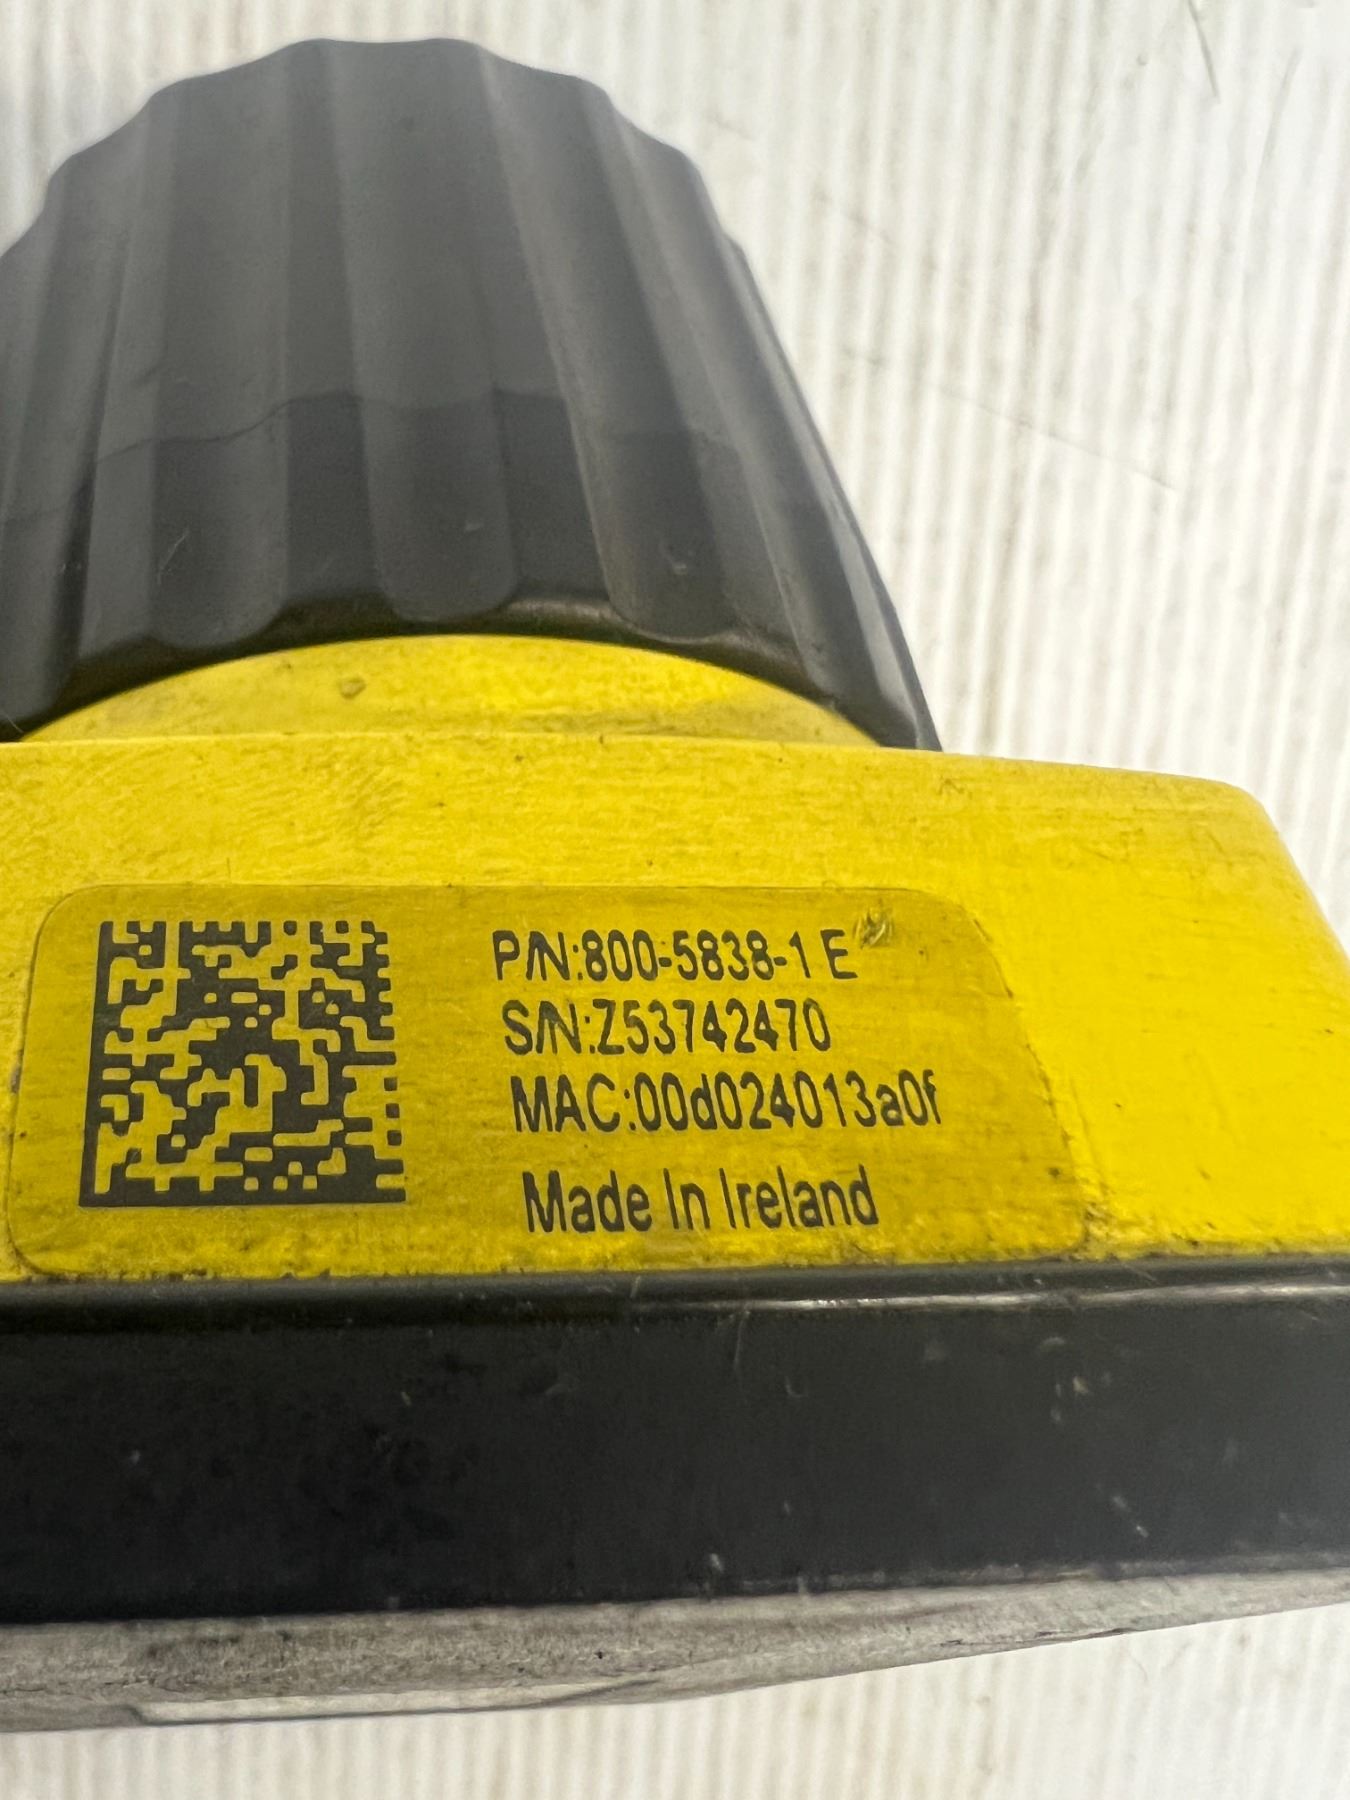 P/N:800-5838-1 E
S/N:Z53742470
MAC:00d024013a0f
Made In Ireland